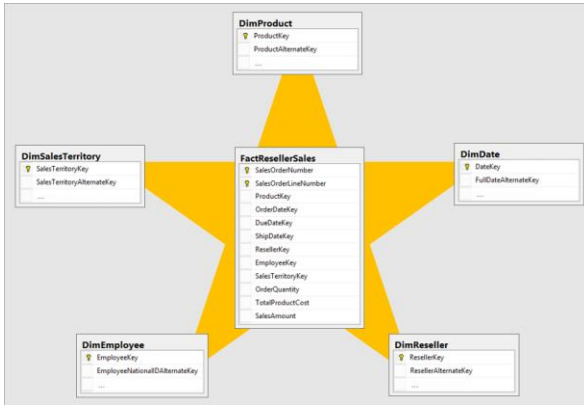 DimProduct
ProductKey
ProductAlternateKey
...
DimSalesTerritory
SalesTerritoryKey
SalesTerritoryAlternateKey
...
FactResellerSales
SalesOrderNumber
SalesOrderLineNumber
ProductKey
OrderDateKey
DueDateKey
ShipDateKey
ResellerKey
EmployeeKey
SalesTerritoryKey
OrderQuantity
TotalProductCost
SalesAmount
DimDate
DateKey
FullDateAlternateKey
...
DimEmployee
EmployeeKey
EmployeeNationalIDAlternateKey
...
DimReseller
ResellerKey
ResellerAlternateKey
...